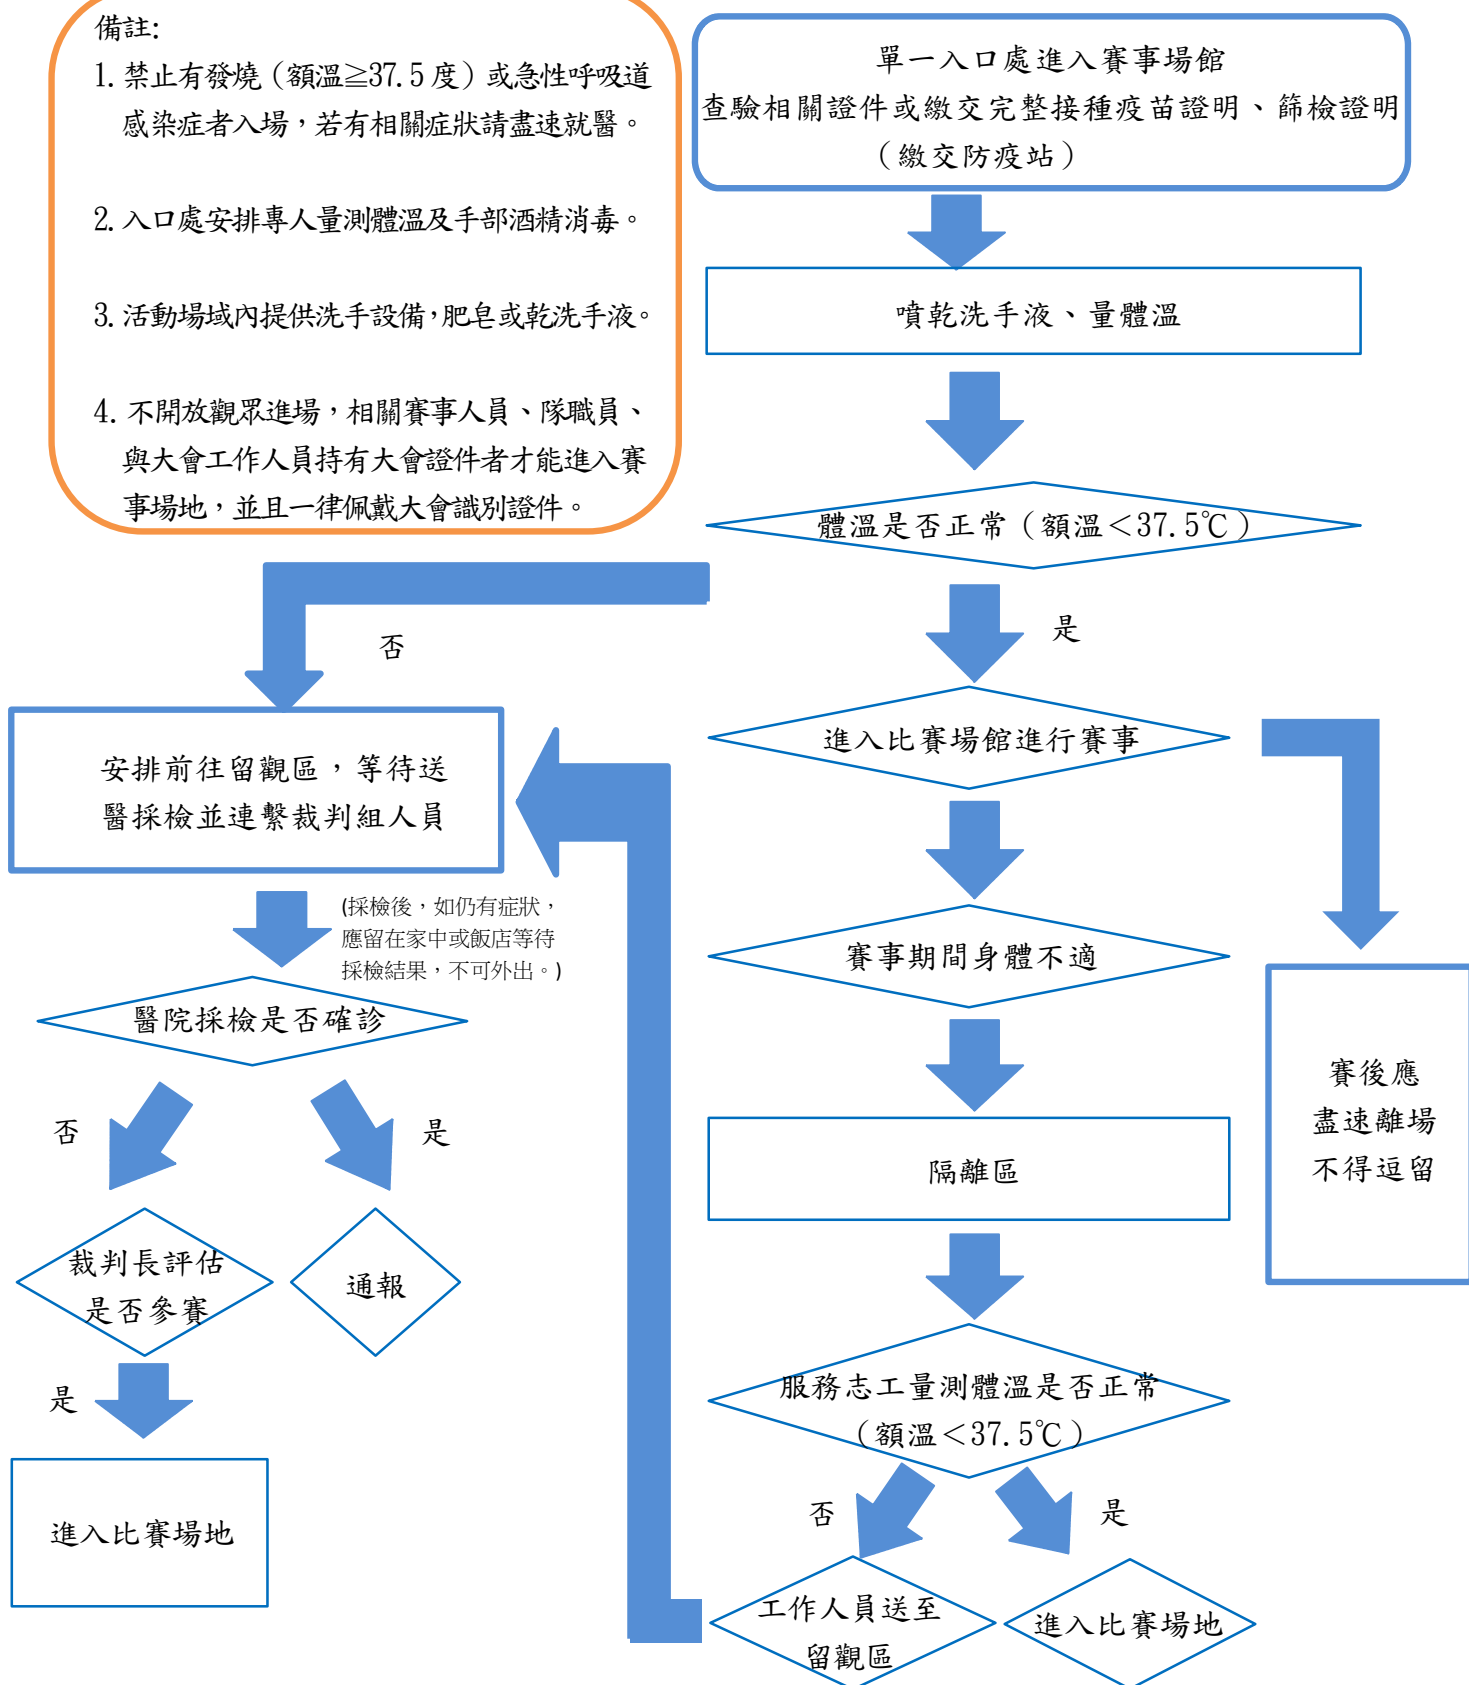 備註:
1. 禁止有發燒（額溫≧37.5 度）或急性呼吸道
感染症者入場，若有相關症狀請盡速就醫。
2. 入口處安排專人量測體溫及手部酒精消毒。
3. 活動場域內提供洗手設備，肥皂或乾洗手液。
4. 不開放觀眾進場，相關賽事人員、隊職員、
與大會工作人員持有大會證件者才能進入賽
事場地，並且一律佩戴大會識別證件。
單一入口處進入賽事場館
查驗相關證件或繳交完整接種疫苗證明、篩檢證明
（繳交防疫站）
噴乾洗手液、量體溫
體溫是否正常（額溫＜37.5℃）
否
是
進入比賽場館進行賽事
安排前往留觀區，等待送
醫採檢並連繫裁判組人員
(採檢後，如仍有症狀，
應留在家中或飯店等待
採檢結果，不可外出。)
賽事期間身體不適
醫院採檢是否確診
賽後應
盡速離場
不得逗留
否
是
隔離區
裁判長評估
是否參賽
通報
是
服務志工量測體溫是否正常
（額溫＜37.5℃）
進入比賽場地
否
是
工作人員送至
留觀區
進入比賽場地